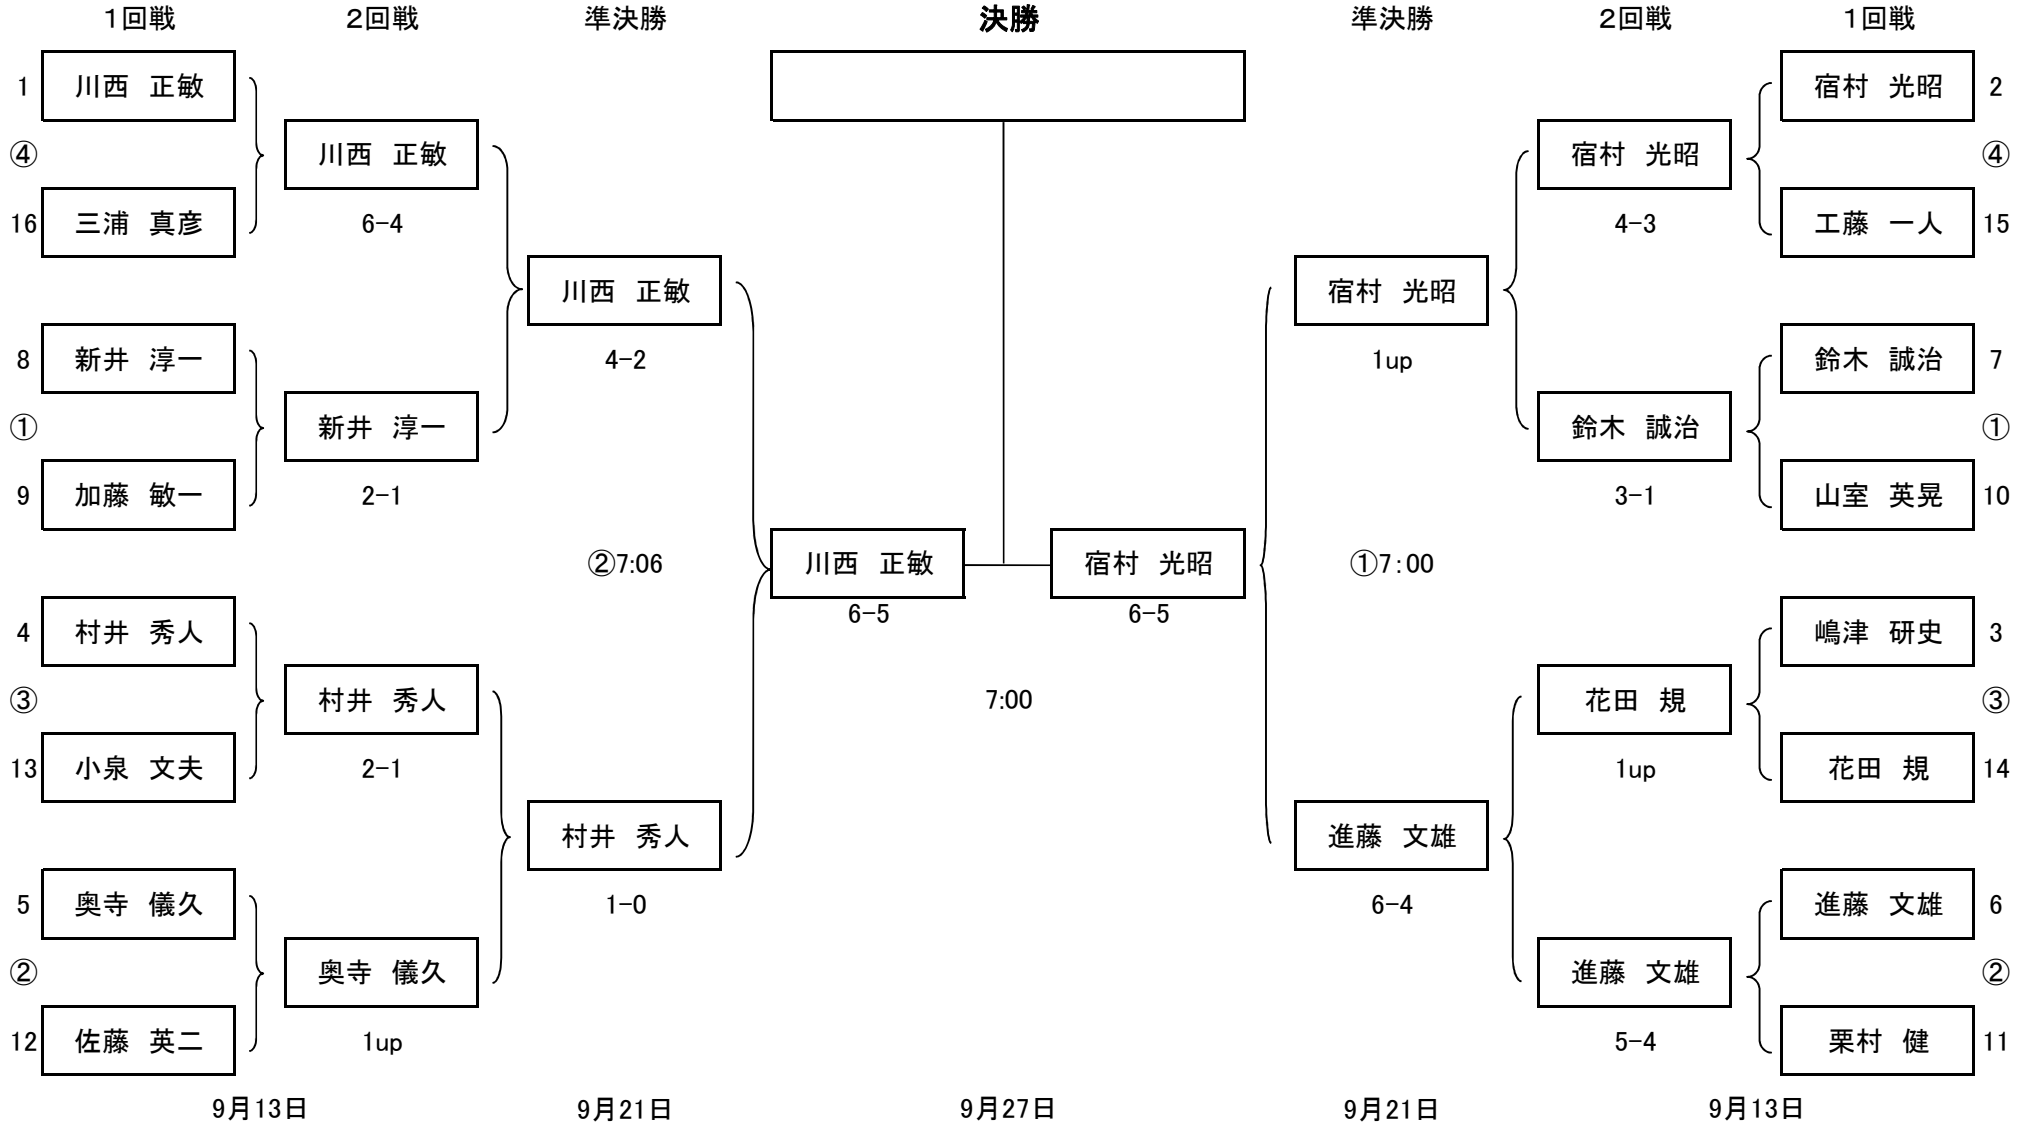 １回戦　２回戦　準決勝　決勝　準決勝　２回戦　１回戦
1　川西　正敏　宿村　光昭　2
④　川西　正敏　宿村　光昭　④
16　三浦　真彦　6−4　4−3　工藤　一人　15
川西　正敏　宿村　光昭
8　新井　淳一　4−2　1up　鈴木　誠治　7
①　新井　淳一　鈴木　誠治　①
9　加藤　敏一　2−1　3−1　山室　英晃　10
②7:06　川西　正敏　宿村　光昭　①7：00
6−5　6−5
4　村井　秀人　嶋津　研史　3
③　村井　秀人　7:00　花田　規　③
13　小泉　文夫　2−1　1up　花田　規　14
村井　秀人　進藤　文雄
5　奥寺　儀久　1−0　6−4　進藤　文雄　6
②　奥寺　儀久　進藤　文雄　②
12　佐藤　英二　1up　5−4　栗村　健　11
9月13日　9月21日　9月27日　9月21日　9月13日